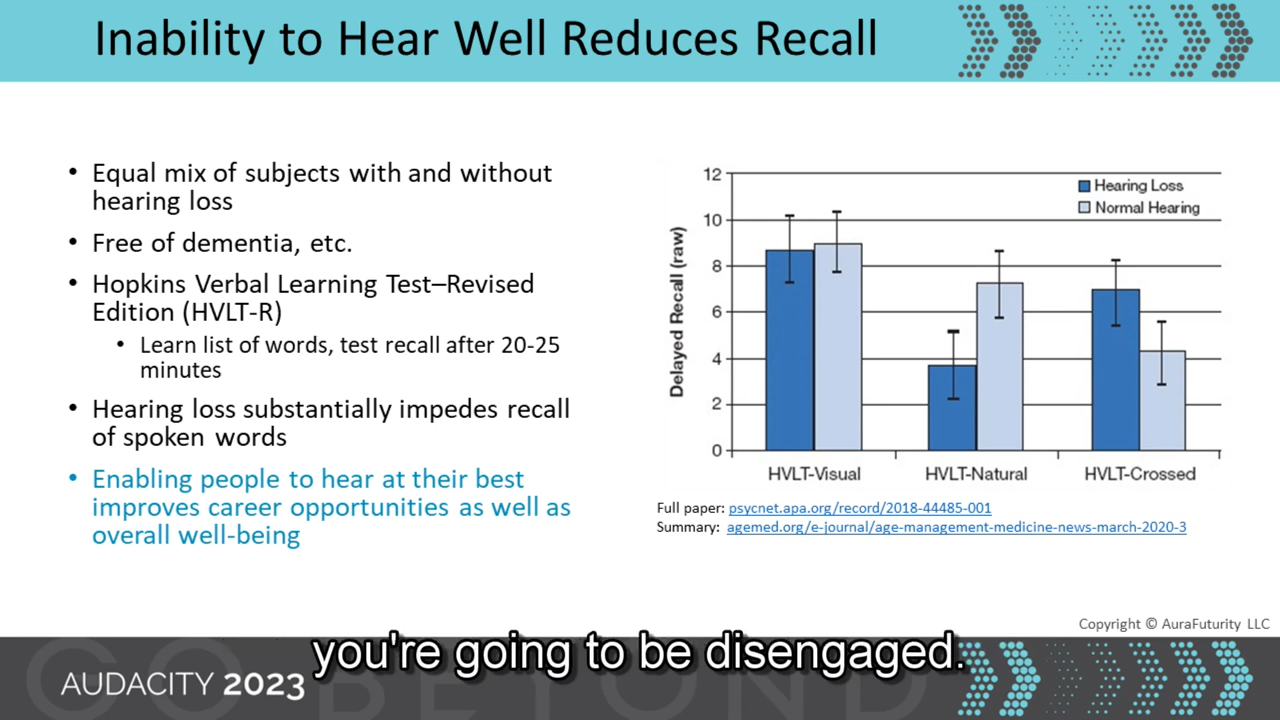 Inability to Hear Well Reduces Recall
• Equal mix of subjects with and without
hearing loss
• Free of dementia, etc.
• Hopkins Verbal Learning Test–Revised
Edition (HVLT-R)
• Learn list of words, test recall after 20-25
minutes
• Hearing loss substantially impedes recall
of spoken words
• Enabling people to hear at their best
improves career opportunities as well as
overall well-being
Delayed Recall (raw)
12
10
8
6
4
2
0
Hearing Loss
Normal Hearing
HVLT-Visual
HVLT-Natural
HVLT-Crossed
Full paper: psycnet.apa.org/record/2018-44485-001
Summary: agemed.org/e-journal/age-management-medicine-news-march-2020-3
Copyright © AuraFuturity LLC
you're going to be disengaged.
AUDACITY 2023
GO BEYOND